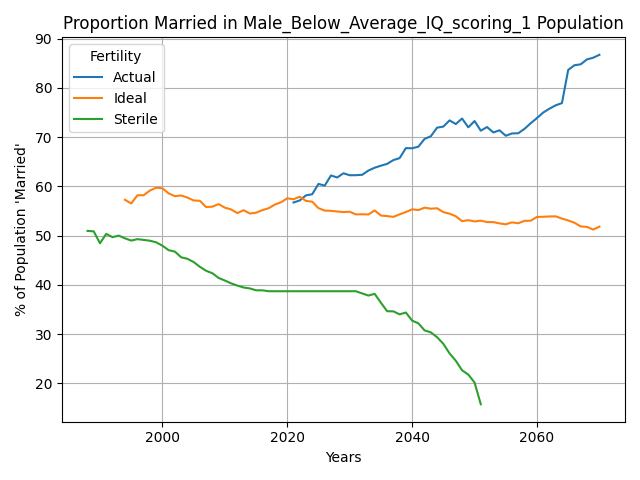 Proportion Married in Male_Below_Average_IQ_scoring_1 Population
Fertility
Actual
Ideal
Sterile
% of Population 'Married'
90
80
70
60
50
40
30
20
2000
2020
2040
2060
Years